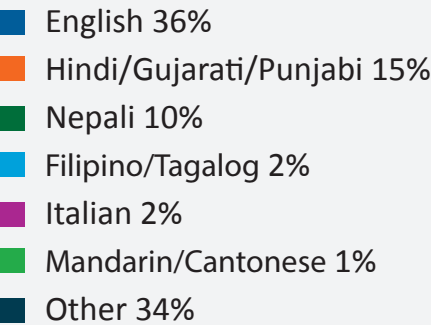 English 36%
Hindi/Gujarati/Punjabi 15%
Nepali 10%
Filipino/Tagalog 2%
Italian 2%
Mandarin/Cantonese 1%
Other 34%